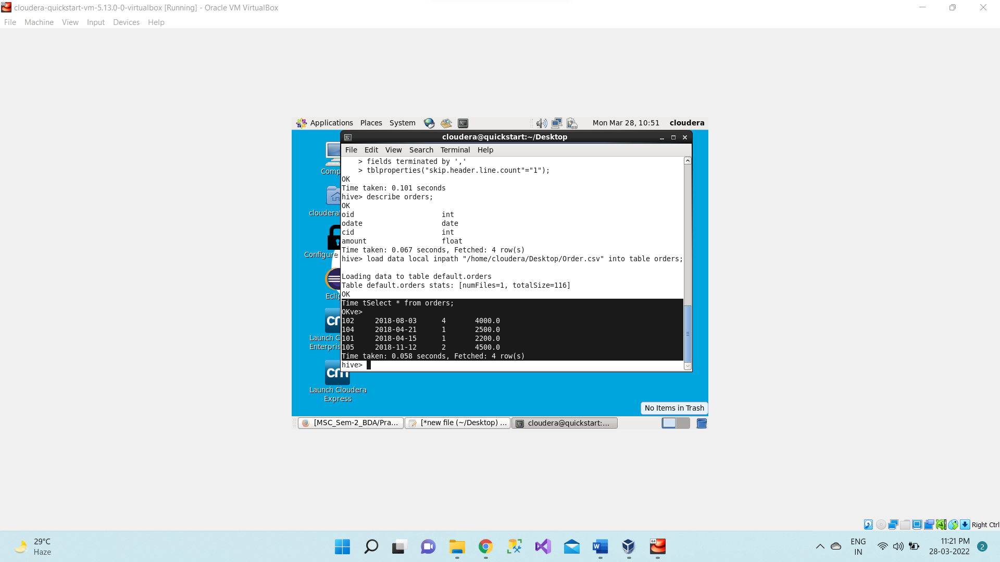 cloudera-quickstart-vm-5.13.0-0-virtualbox [Running] - Oracle VM VirtualBox
File Machine View Input Devices Help
Applications Places System Mon Mar 28, 10:51 cloudera
cloudera@quickstart:~/Desktop
File Edit View Search Terminal Help
> fields terminated by ','
> tblproperties("skip.header.line.count"="1");
OK
Time taken: 0.101 seconds
hive> describe orders;
OK
oid int
odate date
cid int
amount float
Time taken: 0.067 seconds, Fetched: 4 row(s)
hive> load data local inpath "/home/cloudera/Desktop/Order.csv" into table orders;
Loading data to table default.orders
Table default.orders stats: [numFiles=1, totalSize=116]
OK
Time tSelect * from orders;
OKve>
102 2018-08-03 4 4000.0
104 2018-04-21 1 2500.0
101 2018-04-15 1 2200.0
105 2018-11-12 2 4500.0
Time taken: 0.058 seconds, Fetched: 4 row(s)
hive>
Comp
cloudera
Configure
Eclip
Launch C
Enterpris
Launch Cloudera
Express
No Items in Trash
[MSC_Sem-2_BDA/Pra... [*new file (~/Desktop) ... cloudera@quickstart:...
Right Ctrl
29°C
Haze
64
ENG
IN
11:21 PM
28-03-2022
2